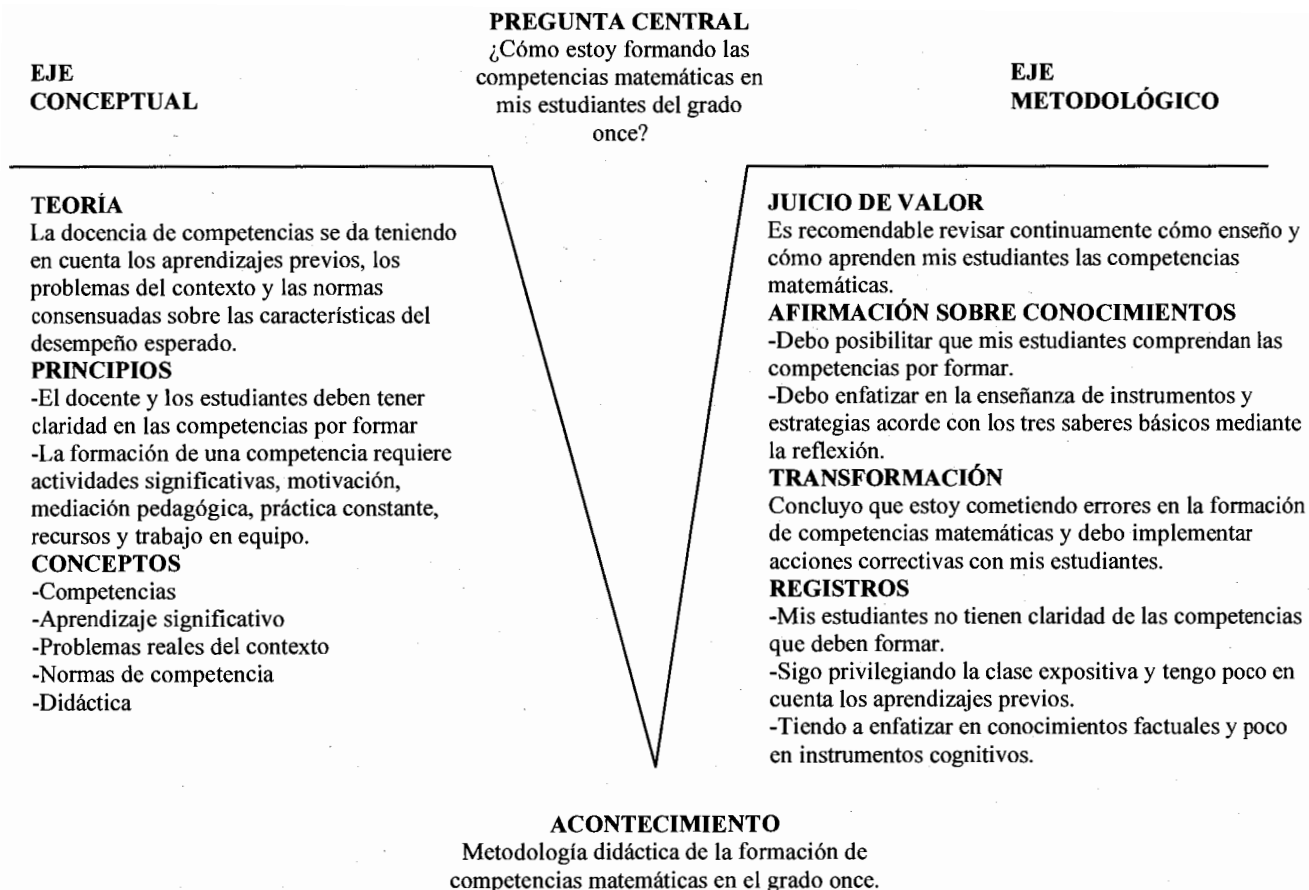 PREGUNTA CENTRAL
¿Cómo estoy formando las
competencias matemáticas en
mis estudiantes del grado
once?
EJE
CONCEPTUAL
EJE
METODOLÓGICO
TEORÍA
La docencia de competencias se da teniendo
en cuenta los aprendizajes previos, los
problemas del contexto y las normas
consensuadas sobre las características del
desempeño esperado.
PRINCIPIOS
-El docente y los estudiantes deben tener
claridad en las competencias por formar
-La formación de una competencia requiere
actividades significativas, motivación,
mediación pedagógica, práctica constante,
recursos y trabajo en equipo.
CONCEPTOS
-Competencias
-Aprendizaje significativo
-Problemas reales del contexto
-Normas de competencia
-Didáctica
JUICIO DE VALOR
Es recomendable revisar continuamente cómo enseño y
cómo aprenden mis estudiantes las competencias
matemáticas.
AFIRMACIÓN SOBRE CONOCIMIENTOS
-Debo posibilitar que mis estudiantes comprendan las
competencias por formar.
-Debo enfatizar en la enseñanza de instrumentos y
estrategias acorde con los tres saberes básicos mediante
la reflexión.
TRANSFORMACIÓN
Concluyo que estoy cometiendo errores en la formación
de competencias matemáticas y debo implementar
acciones correctivas con mis estudiantes.
REGISTROS
-Mis estudiantes no tienen claridad de las competencias
que deben formar.
-Sigo privilegiando la clase expositiva y tengo poco en
cuenta los aprendizajes previos.
-Tiendo a enfatizar en conocimientos factuales y poco
en instrumentos cognitivos.
ACONTECIMIENTO
Metodología didáctica de la formación de
competencias matemáticas en el grado once.